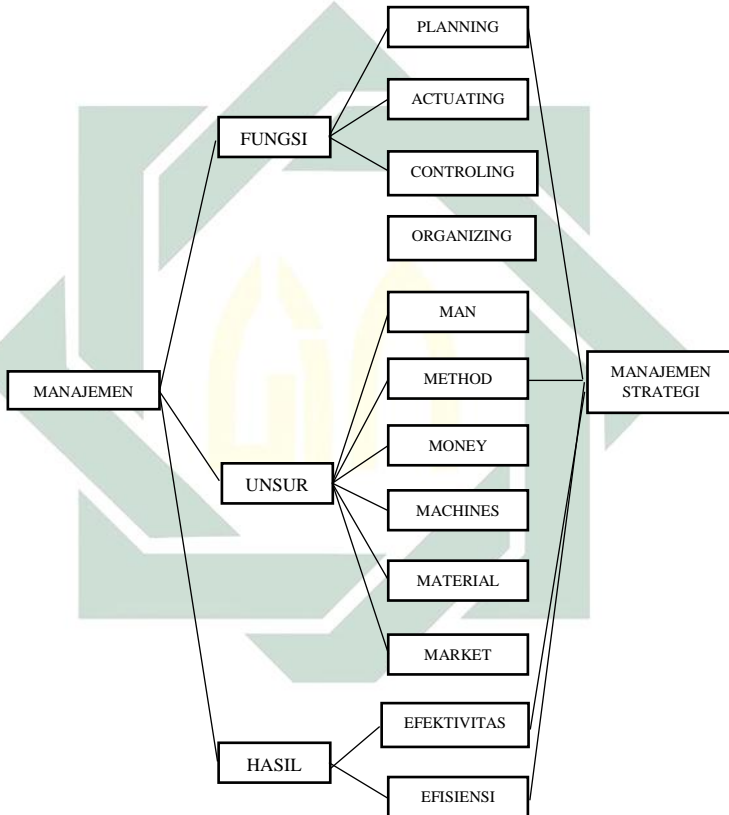 PLANNING
ACTUATING
FUNGSI
CONTROLING
ORGANIZING
MAN
MANAJEMEN
METHOD
MANAJEMEN
STRATEGI
MONEY
UNSUR
MACHINES
MATERIAL
MARKET
EFEKTIVITAS
HASIL
EFISIENSI